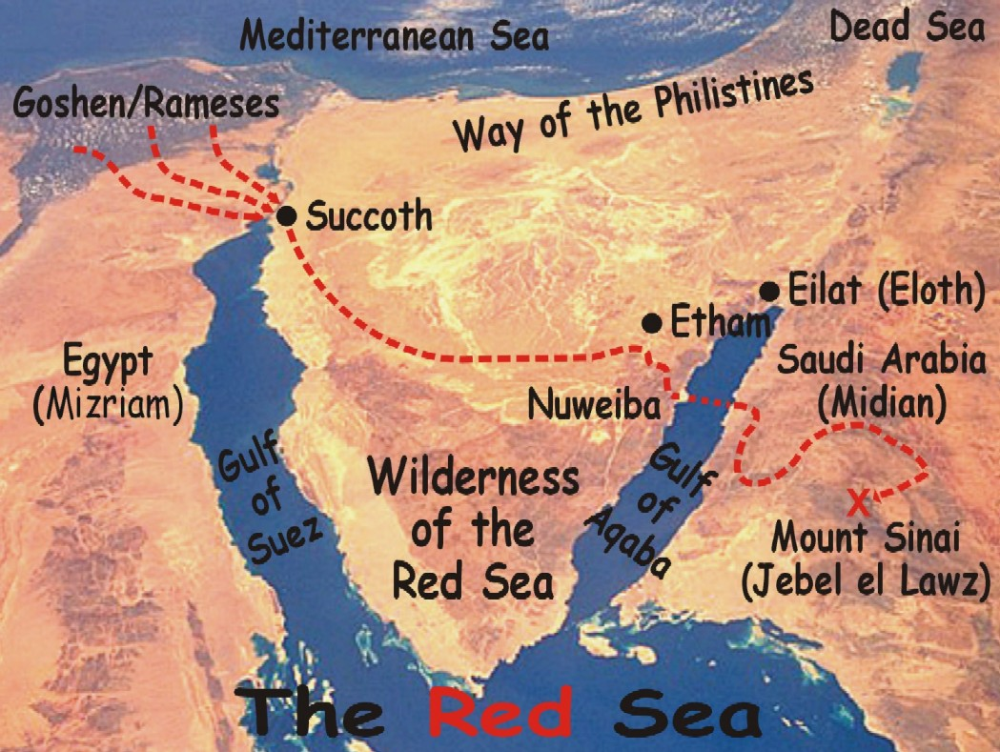 Mediterranean Sea
Dead Sea
Goshen/Rameses
Way of the Philistines
Succoth
Eilat (Eloth)
Etham
Egypt
(Mizriam)
Saudi Arabia
(Midian)
Nuweiba
Gulf
of
Suez
Wilderness
of the
Red Sea
Gulf
of
Aqaba
X
Mount Sinai
(Jebel el Lawz)
The Red Sea